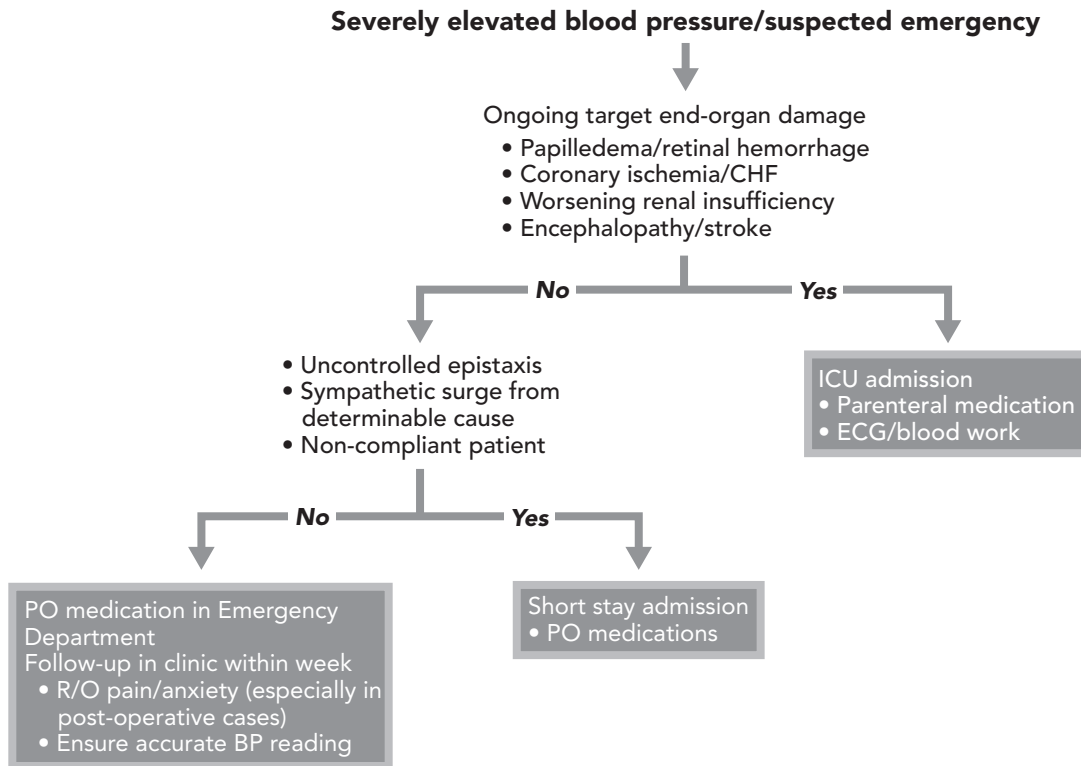 Severely elevated blood pressure/suspected emergency
Ongoing target end-organ damage
• Papilledema/retinal hemorrhage
• Coronary ischemia/CHF
• Worsening renal insufficiency
• Encephalopathy/stroke
No
Yes
• Uncontrolled epistaxis
• Sympathetic surge from
determinable cause
• Non-compliant patient
ICU admission
• Parenteral medication
• ECG/blood work
No
Yes
PO medication in Emergency
Department
Follow-up in clinic within week
• R/O pain/anxiety (especially in
post-operative cases)
• Ensure accurate BP reading
Short stay admission
• PO medications